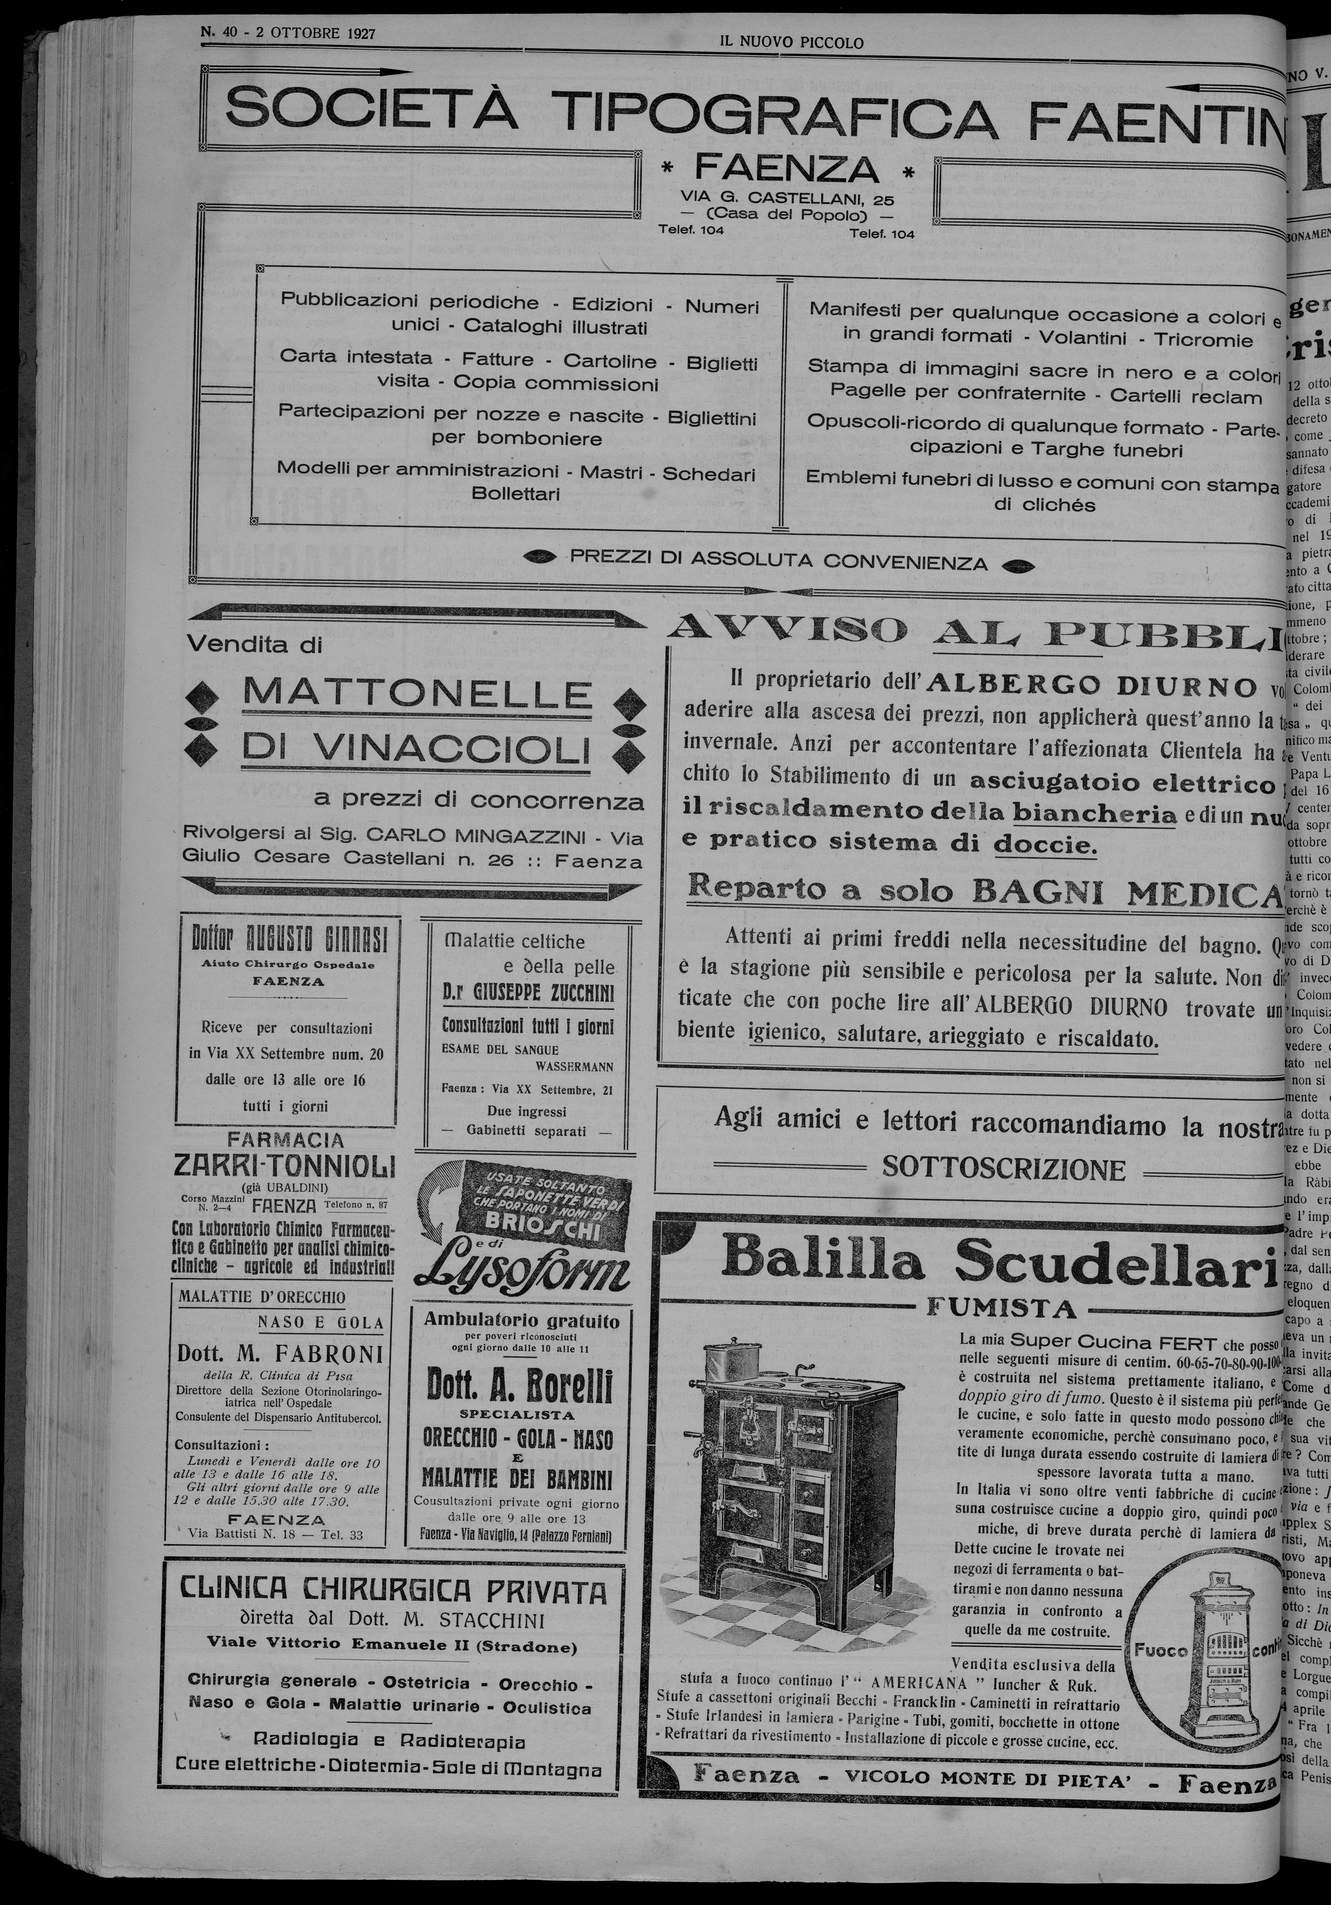 N. 40 - 2 OTTOBRE 1927
IL NUOVO PICCOLO
SOCIETÀ TIPOGRAFICA FAENTIN
* FAENZA *
VIA G. CASTELLANI, 25
— (Casa del Popolo) —
Telef. 104 Telef. 104
Pubblicazioni periodiche - Edizioni - Numeri
unici - Cataloghi illustrati
Carta intestata - Fatture - Cartoline - Biglietti
visita - Copia commissioni
Partecipazioni per nozze e nascite - Bigliettini
per bomboniere
Modelli per amministrazioni - Mastri - Schedari
Bollettari
Manifesti per qualunque occasione a colori e
in grandi formati - Volantini - Tricromie
Stampa di immagini sacre in nero e a colori
Pagelle per confraternite - Cartelli reclam
Opuscoli-ricordo di qualunque formato - Parte-
cipazioni e Targhe funebri
Emblemi funebri di lusso e comuni con stampa
di clichés
PREZZI DI ASSOLUTA CONVENIENZA
Vendita di
MATTONELLE
DI VINACCIOLI
a prezzi di concorrenza
Rivolgersi al Sig. CARLO MINGAZZINI - Via
Giulio Cesare Castellani n. 26 :: Faenza
AVVISO AL PUBBLI
Il proprietario dell' ALBERGO DIURNO vo
aderire alla ascesa dei prezzi, non applicherà quest'anno la
invernale. Anzi per accontentare l'affezionata Clientela ha
chito lo Stabilimento di un asciugatoio elettrico
il riscaldamento della biancheria e di un nuo
e pratico sistema di doccie.
Reparto a solo BAGNI MEDICA
Attenti ai primi freddi nella necessitudine del bagno. Qu
è la stagione più sensibile e pericolosa per la salute. Non di
ticate che con poche lire all'ALBERGO DIURNO trovate un
biente igienico, salutare, arieggiato e riscaldato.
Dottor AUGUSTO GINNASI
Aiuto Chirurgo Ospedale
FAENZA
Riceve per consultazioni
in Via XX Settembre num. 20
dalle ore 13 alle ore 16
tutti i giorni
Malattie celtiche
e della pelle
D.r GIUSEPPE ZUCCHINI
Consultazioni tutti i giorni
ESAME DEL SANGUE
WASSERMANN
Faenza : Via XX Settembre, 21
Due ingressi
— Gabinetti separati —
Agli amici e lettori raccomandiamo la nostra
SOTTOSCRIZIONE
FARMACIA
ZARRI-TONNIOLI
(già UBALDINI)
Corso Mazzini N. 2-4 FAENZA Telefono n. 87
Con Laboratorio Chimico Farmaceu-
tico e Gabinetto per analisi chimico-
cliniche - agricole ed industriali
USATE SOLTANTO
LE SAPONETTE VERDI
CHE PORTANO I NOMI DI
BRIOSCHI
e di
Lysoform
MALATTIE D'ORECCHIO
NASO E GOLA
Dott. M. FABRONI
della R. Clinica di Pisa
Direttore della Sezione Otorinolaringo-
iatrica nell'Ospedale
Consulente del Dispensario Antitubercol.
Consultazioni :
Lunedì e Venerdì dalle ore 10
alle 13 e dalle 16 alle 18.
Gli altri giorni dalle ore 9 alle
12 e dalle 15.30 alle 17.30.
FAENZA
Via Battisti N. 18 — Tel. 33
Ambulatorio gratuito
per poveri riconosciuti
ogni giorno dalle 10 alle 11
Dott. A. Borelli
SPECIALISTA
ORECCHIO - GOLA - NASO
E
MALATTIE DEI BAMBINI
Cousultazioni private ogni giorno
dalle ore 9 alle ore 13
Faenza - Via Naviglio, 14 (Palazzo Ferniani)
CLINICA CHIRURGICA PRIVATA
diretta dal Dott. M. STACCHINI
Viale Vittorio Emanuele II (Stradone)
Chirurgia generale - Ostetricia - Orecchio -
Naso e Gola - Malattie urinarie - Oculistica
Radiologia e Radioterapia
Cure elettriche - Diotermia - Sole di Montagna
Balilla Scudellari
FUMISTA
La mia Super Cucina FERT che posso
nelle seguenti misure di centim. 60-65-70-80-90-100-
è costruita nel sistema prettamente italiano, e
doppio giro di fumo. Questo è il sistema più
le cucine, e solo fatte in questo modo possono
veramente economiche, perchè consumano poco, e
tite di lunga durata essendo costruite di lamiera di
spessore lavorata tutta a mano.
In Italia vi sono oltre venti fabbriche di cucine
suna costruisce cucine a doppio giro, quindi poco
miche, di breve durata perchè di lamiera da
Dette cucine le trovate nei
negozi di ferramenta o bat-
tirami e non danno nessuna
garanzia in confronto a
quelle da me costruite.
Vendita esclusiva della
stufa a fuoco continuo l' " AMERICANA " Iuncher & Ruk.
Stufe a cassettoni originali Becchi - Francklin - Caminetti in refrattario
- Stufe Irlandesi in lamiera - Parigine - Tubi, gomiti, bocchette in ottone
- Refrattari da rivestimento - Installazione di piccole e grosse cucine, ecc.
Fuoco conti
Faenza - VICOLO MONTE DI PIETA' - Faenza